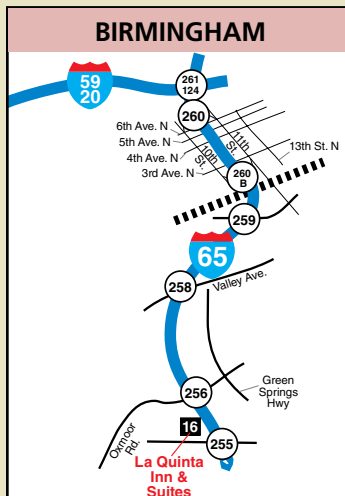 BIRMINGHAM
59
20
261
124
260
6th Ave. N
5th Ave. N
4th Ave. N
3rd Ave. N
10th
St.
11th
St.
13th St. N
260
B
259
65
258
Valley Ave.
256
Green
Springs
Hwy
Oxmoor
Rd.
16
255
La Quinta
Inn &
Suites